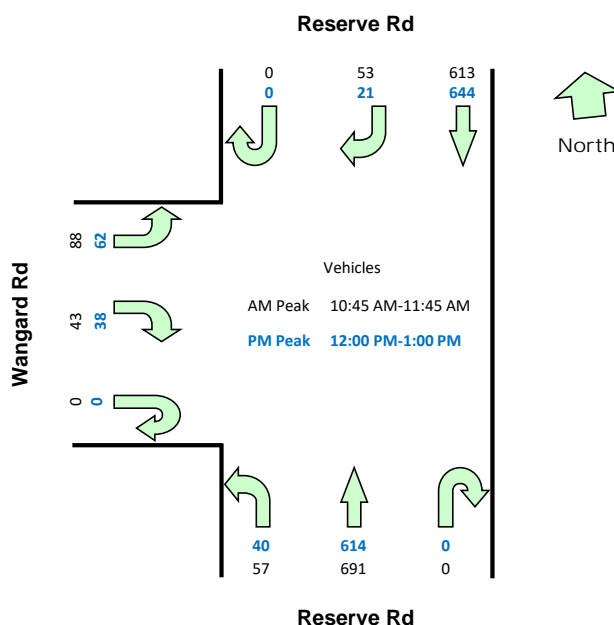 Reserve Rd
0 53 613
0 21 644
North
88 62
43 38
0 0
Wangard Rd
Vehicles
AM Peak 10:45 AM-11:45 AM
PM Peak 12:00 PM-1:00 PM
40 614 0
57 691 0
Reserve Rd